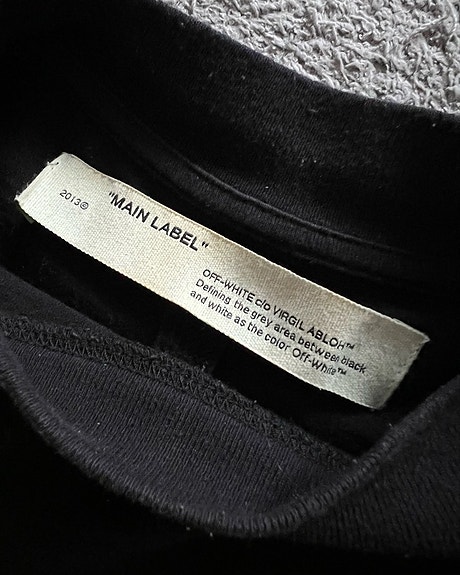 2013©
"MAIN LABEL"
OFF-WHITE c/o VIRGIL ABLOH™
Defining the grey area between black
and white as the color Off-White™